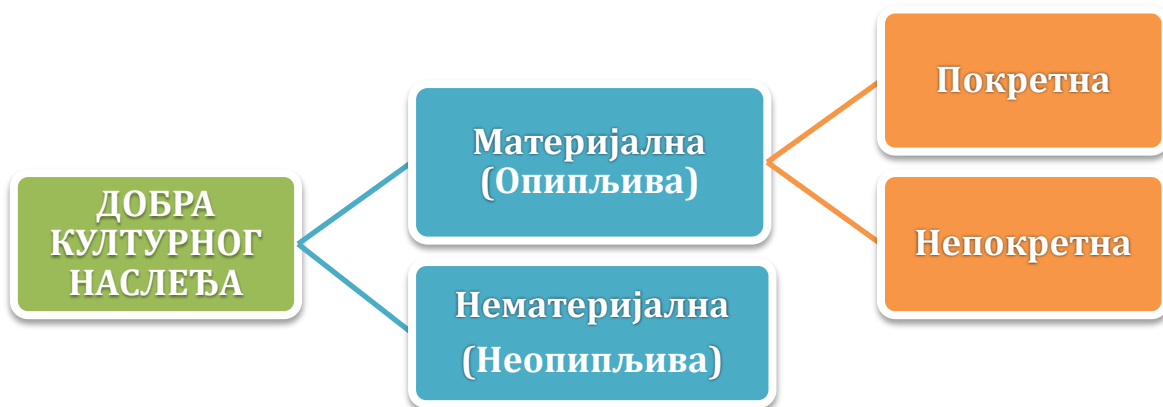 ДОБРА
КУЛТУРНОГ
НАСЛЕЂА
Материјална
(Опипљива)
Нематеријална
(Неопипљива)
Покретна
Непокретна